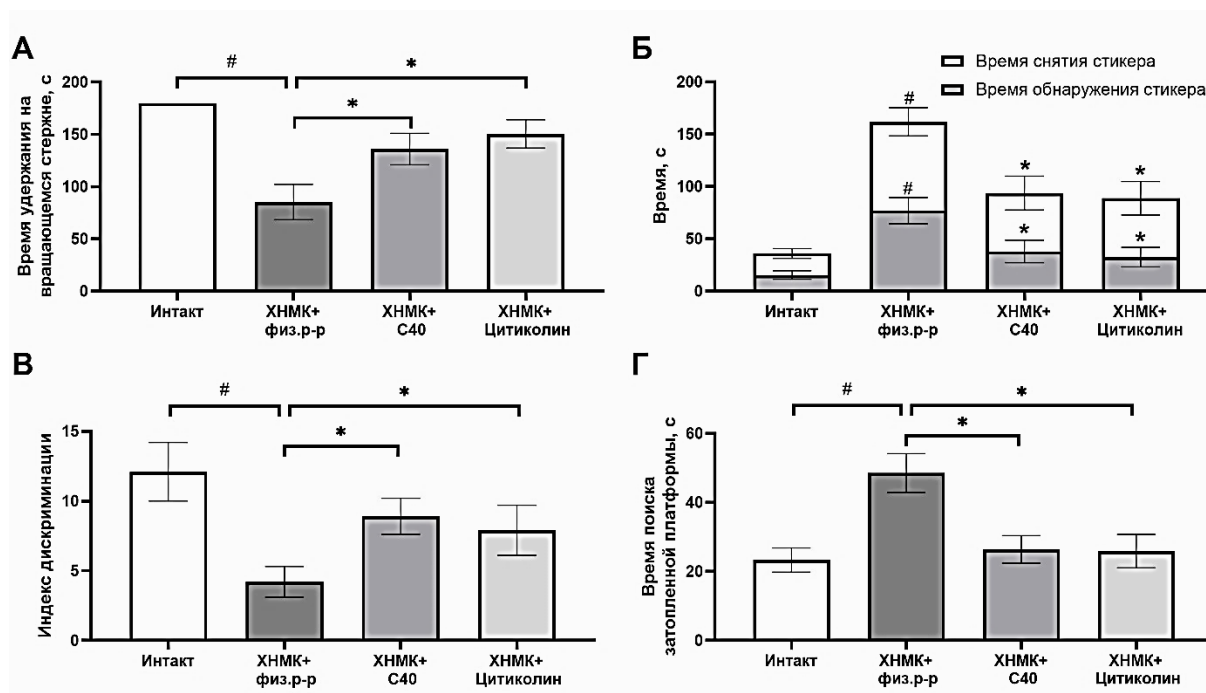 А
#
*
*
Время удержания на
вращающемся стержне, с
200
150
100
50
0
Интакт
ХНМК+
физ.р-р
ХНМК+
С40
ХНМК+
Цитиколин
Б
Время снятия стикера
Время обнаружения стикера
Время, с
200
150
100
50
0
#
#
*
*
*
*
Интакт
ХНМК+
физ.р-р
ХНМК+
С40
ХНМК+
Цитиколин
В
#
*
*
Индекс дискриминации
15
10
5
0
Интакт
ХНМК+
физ.р-р
ХНМК+
С40
ХНМК+
Цитиколин
Г
#
*
*
Время поиска
затопленной платформы, с
60
40
20
0
Интакт
ХНМК+
физ.р-р
ХНМК+
С40
ХНМК+
Цитиколин